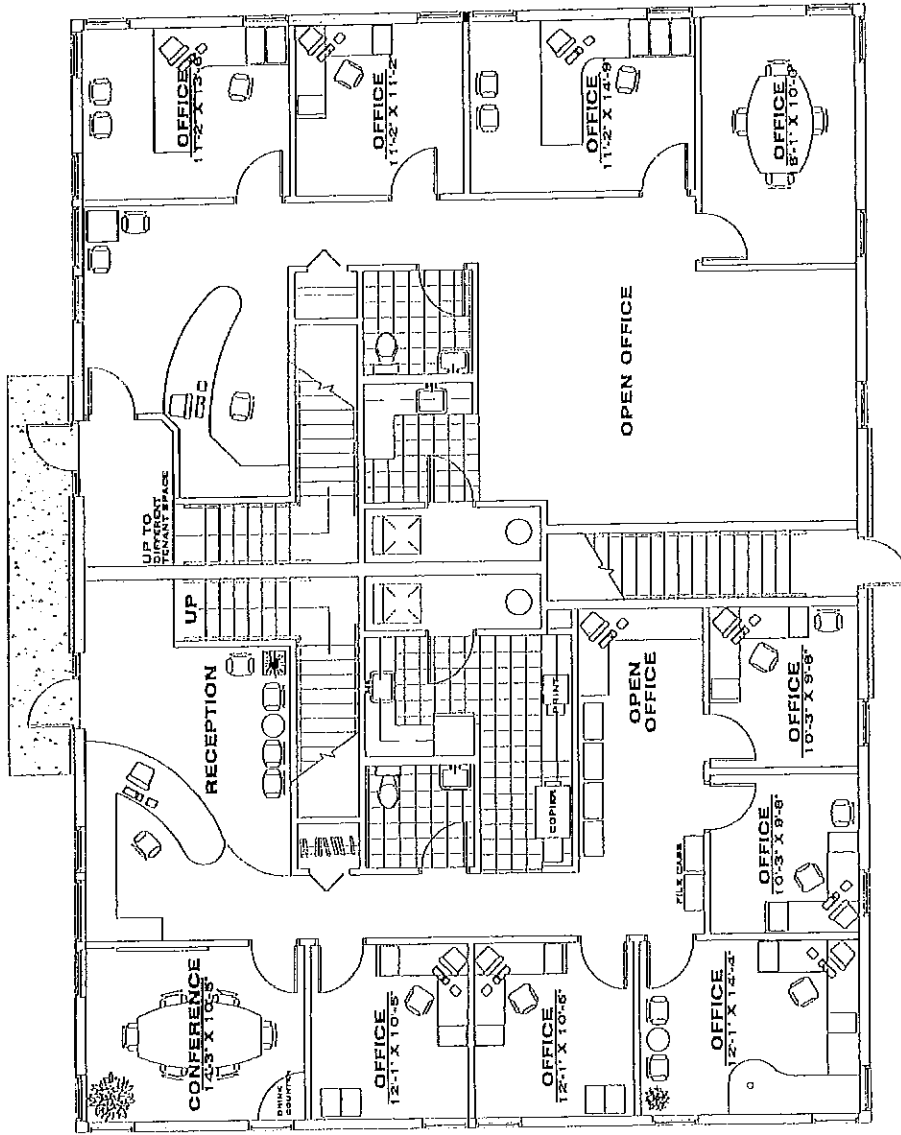 CONFERENCE
14'-3" X 10'-5"
DRINK
COUNTER
RECEPTION
UP
UP TO
DIFFERENT
TENANT SPACE
OFFICE
11'-2" X 13'-8"
OFFICE
12'-1" X 10'-5"
OFFICE
11'-2" X 11'-2"
OFFICE
12'-1" X 10'-5"
COPIER
PRINT
OPEN
OFFICE
OPEN OFFICE
OFFICE
11'-2" X 14'-9"
FILE CABS
OFFICE
12'-1" X 14'-4"
OFFICE
10'-3" X 9'-8"
OFFICE
10'-3" X 9'-8"
OFFICE